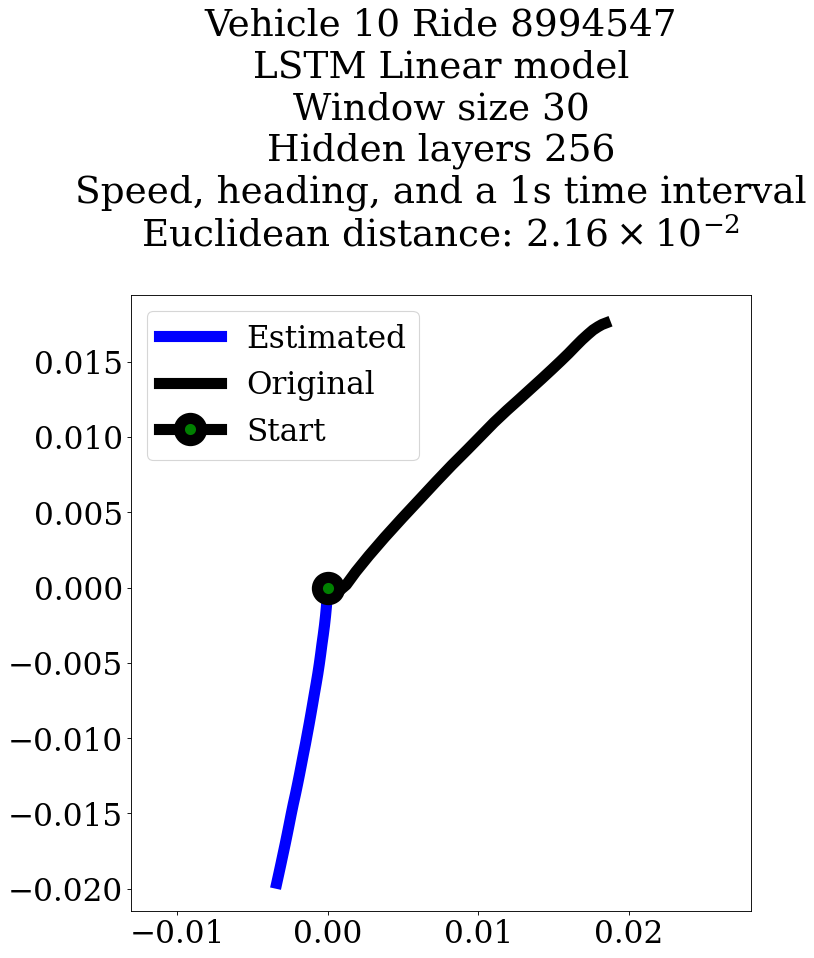 Vehicle 10 Ride 8994547
LSTM Linear model
Window size 30
Hidden layers 256
Speed, heading, and a 1s time interval
Euclidean distance: 2.16 × 10⁻²
Estimated
Original
Start
0.015
0.010
0.005
0.000
−0.005
−0.010
−0.015
−0.020
−0.01 0.00 0.01 0.02